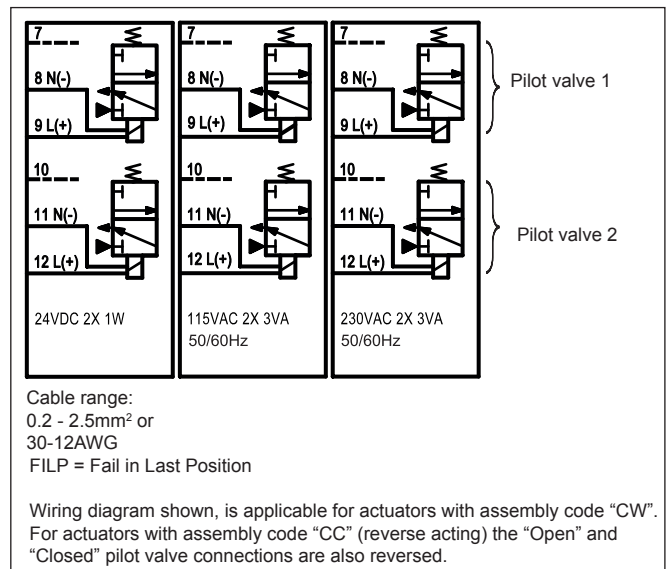 7
8 N(-)
9 L(+)
10
11 N(-)
12 L(+)
24VDC 2X 1W
7
8 N(-)
9 L(+)
10
11 N(-)
12 L(+)
115VAC 2X 3VA
50/60Hz
7
8 N(-)
9 L(+)
10
11 N(-)
12 L(+)
230VAC 2X 3VA
50/60Hz
Pilot valve 1
Pilot valve 2
Cable range:
0.2 - 2.5mm² or
30-12AWG
FILP = Fail in Last Position
Wiring diagram shown, is applicable for actuators with assembly code “CW”.
For actuators with assembly code “CC” (reverse acting) the “Open” and
“Closed” pilot valve connections are also reversed.